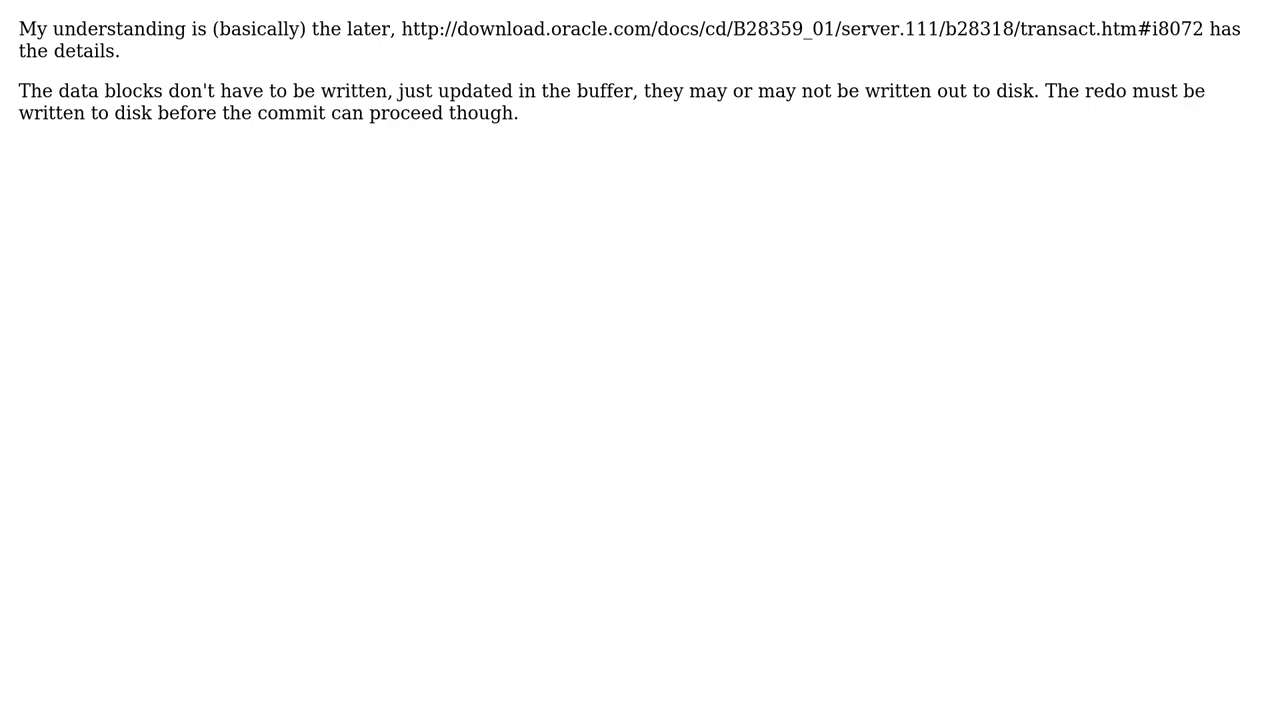 My understanding is (basically) the later, http://download.oracle.com/docs/cd/B28359_01/server.111/b28318/transact.htm#i8072 has
the details.
The data blocks don't have to be written, just updated in the buffer, they may or may not be written out to disk. The redo must be
written to disk before the commit can proceed though.